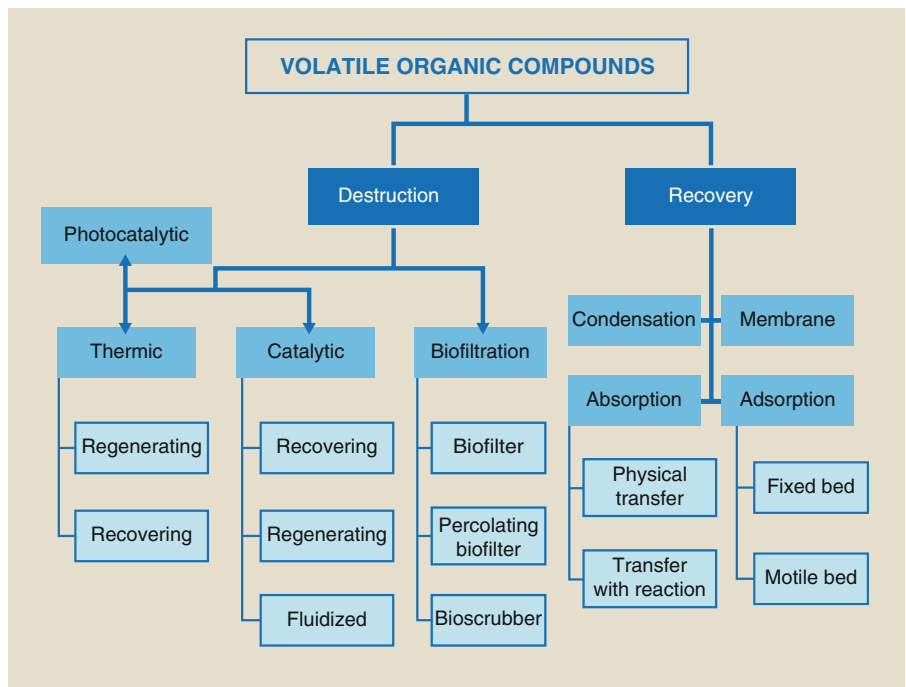 VOLATILE ORGANIC COMPOUNDS
Destruction
Recovery
Photocatalytic
Condensation
Membrane
Thermic
Catalytic
Biofiltration
Absorption
Adsorption
Regenerating
Recovering
Recovering
Regenerating
Fluidized
Biofilter
Percolating
biofilter
Bioscrubber
Physical
transfer
Transfer
with reaction
Fixed bed
Motile bed